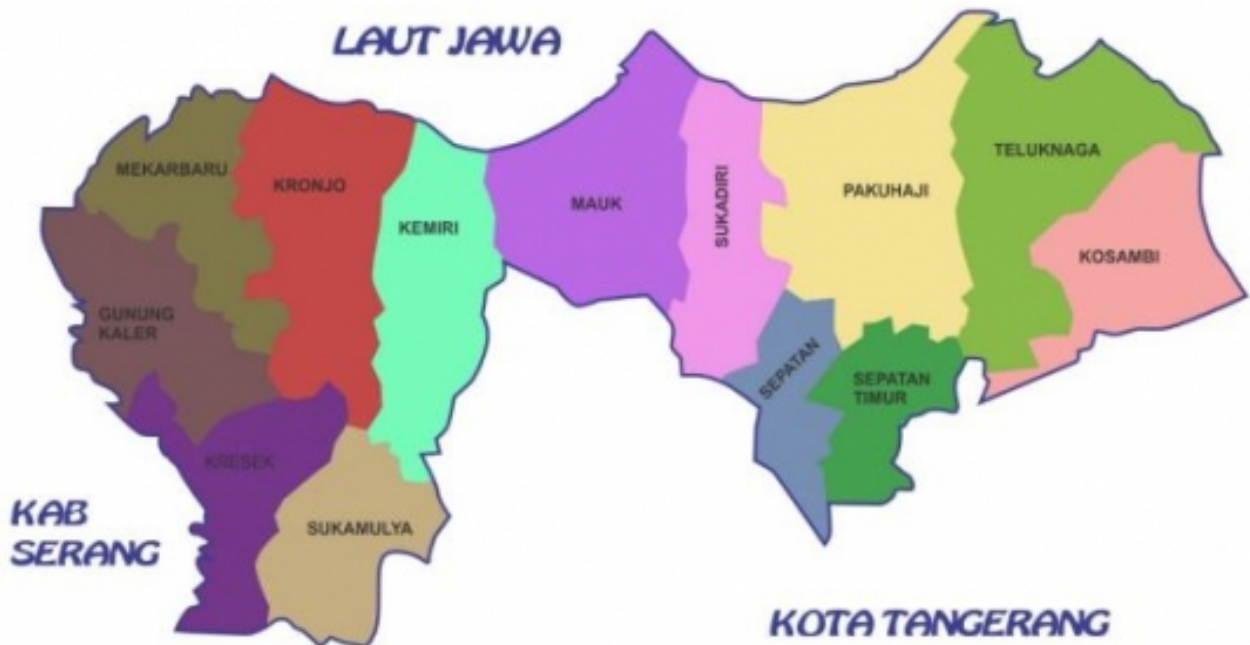 LAUT JAWA
MEKARBARU
KRONJO
KEMIRI
MAUK
SUKADIRI
PAKUHAJI
TELUKNAGA
KOSAMBI
GUNUNG
KALER
SEPATAN
SEPATAN
TIMUR
KRESEK
SUKAMULYA
KAB
SERANG
KOTA TANGERANG